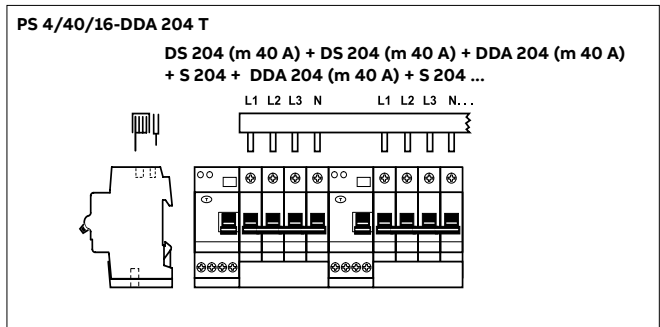 PS 4/40/16-DDA 204 T
DS 204 (m 40 A) + DS 204 (m 40 A) + DDA 204 (m 40 A)
+ S 204 + DDA 204 (m 40 A) + S 204 ...
L1 L2 L3 N L1 L2 L3 N...
T T